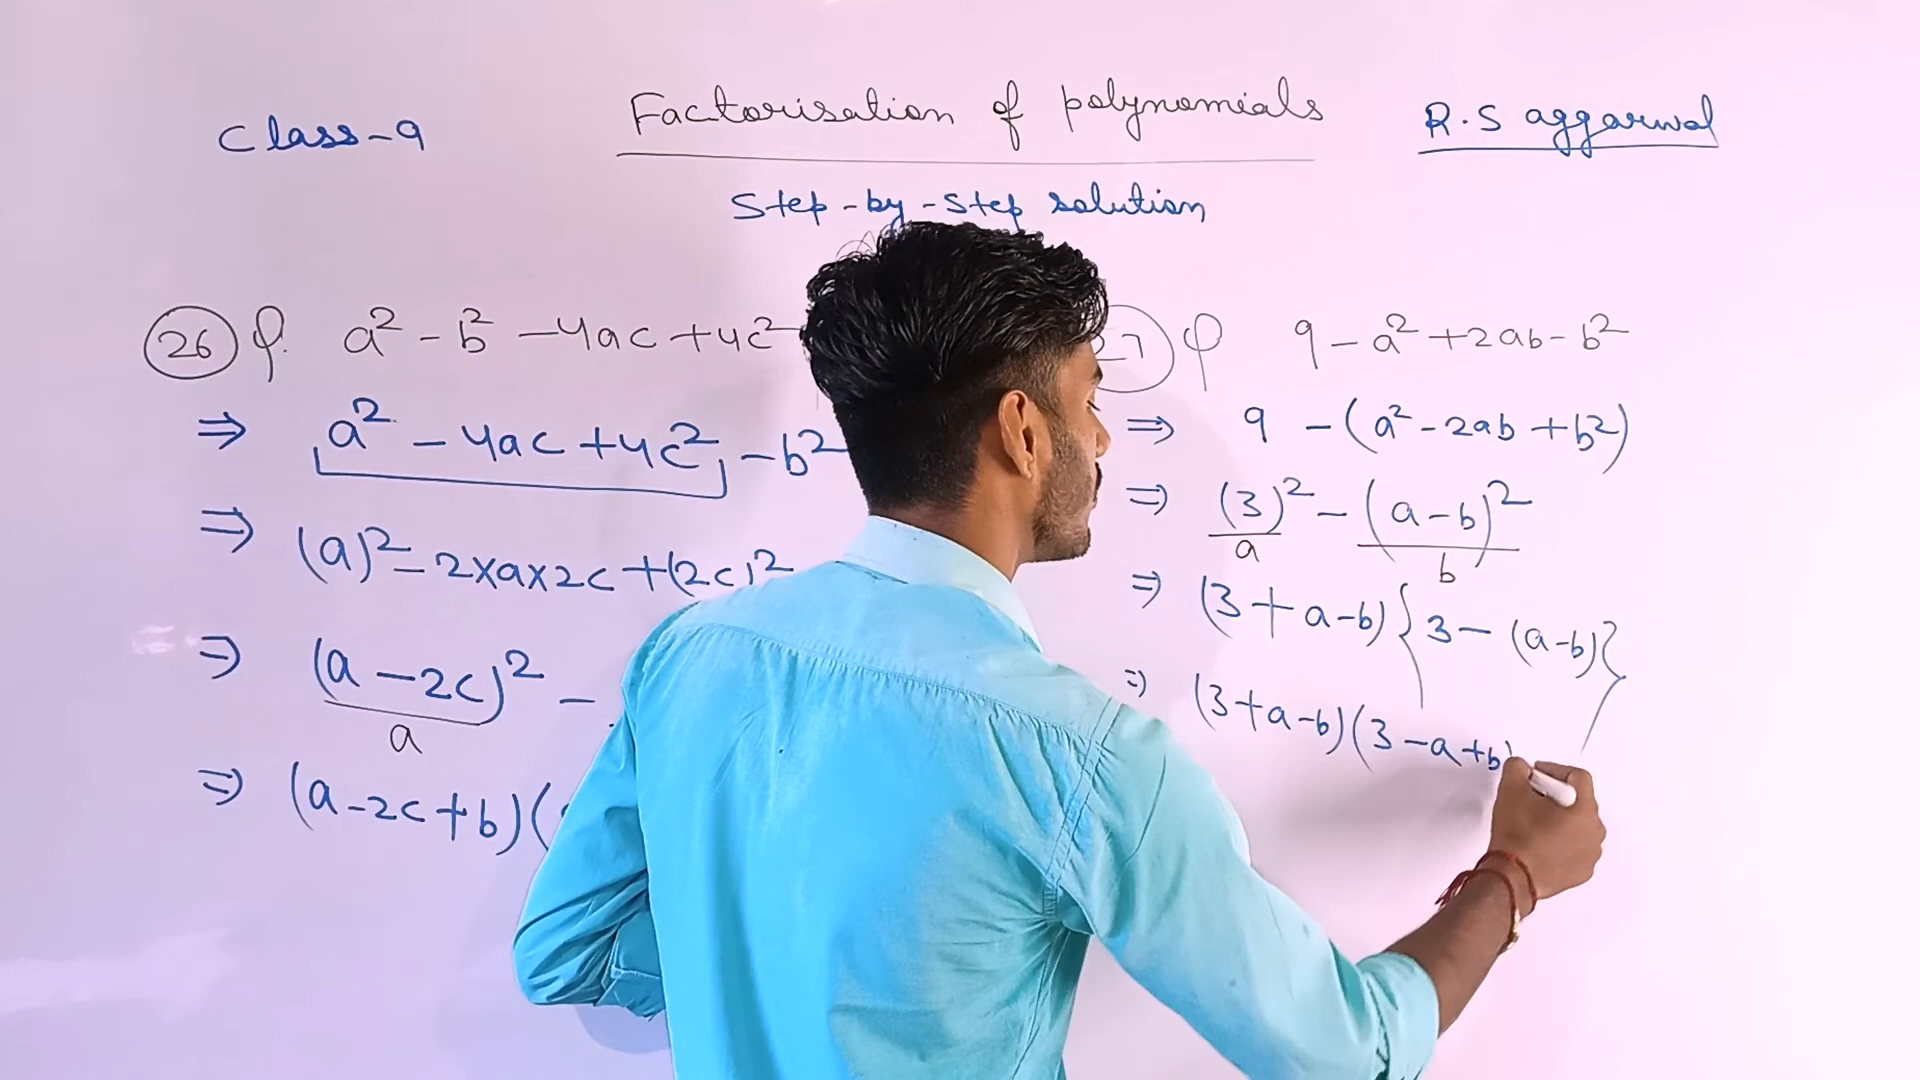 Class-9
Factorisation of polynomials
R.S aggarwal
Step-by-Step solution
26 Q. a² - b² - 4ac + 4c²
⇒ a² - 4ac + 4c² - b²
⇒ (a)² - 2×a×2c + (2c)²
⇒ (a - 2c)² -
a
⇒ (a-2c+b)(
27 Q 9 - a² + 2ab - b²
⇒ 9 - (a² - 2ab + b²)
⇒ (3)² - (a-b)²
a b
⇒ (3+a-b){3-(a-b)}
⇒ (3+a-b)(3-a+b)